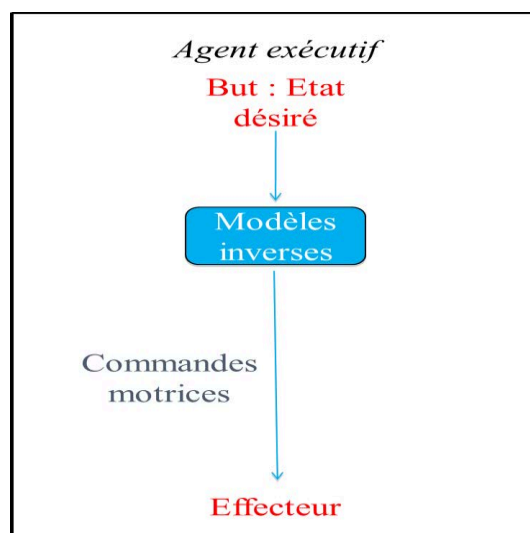 Agent exécutif
But : Etat
désiré
Modèles
inverses
Commandes
motrices
Effecteur